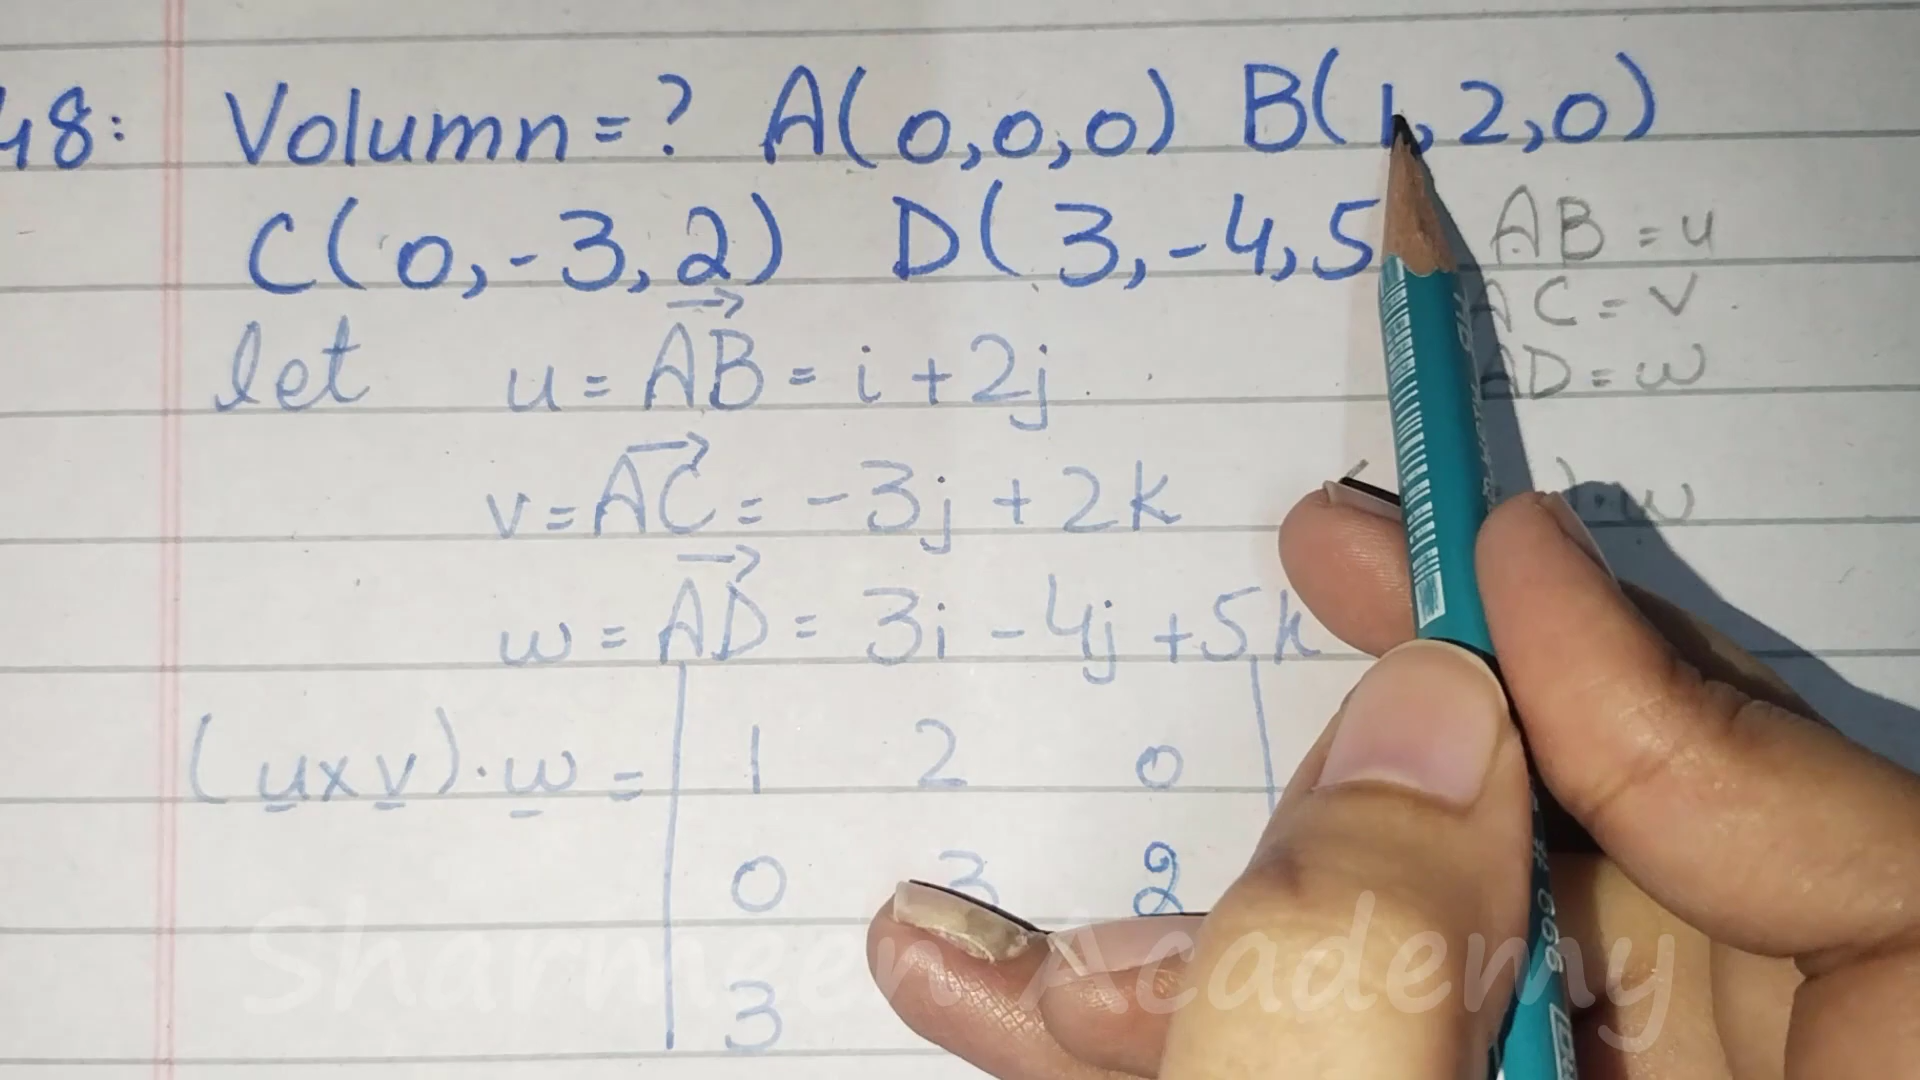 48: Volumn = ? A(0,0,0) B(1,2,0)
C(0,-3,2) D(3,-4,5
AB = u
AC = v
AD = w
let u = AB = i + 2j
v = AC = -3j + 2k
).w
w = AD = 3i - 4j + 5k
(u x v) . w = 1 2 0
0 3 2
3
Sharmeen Academy